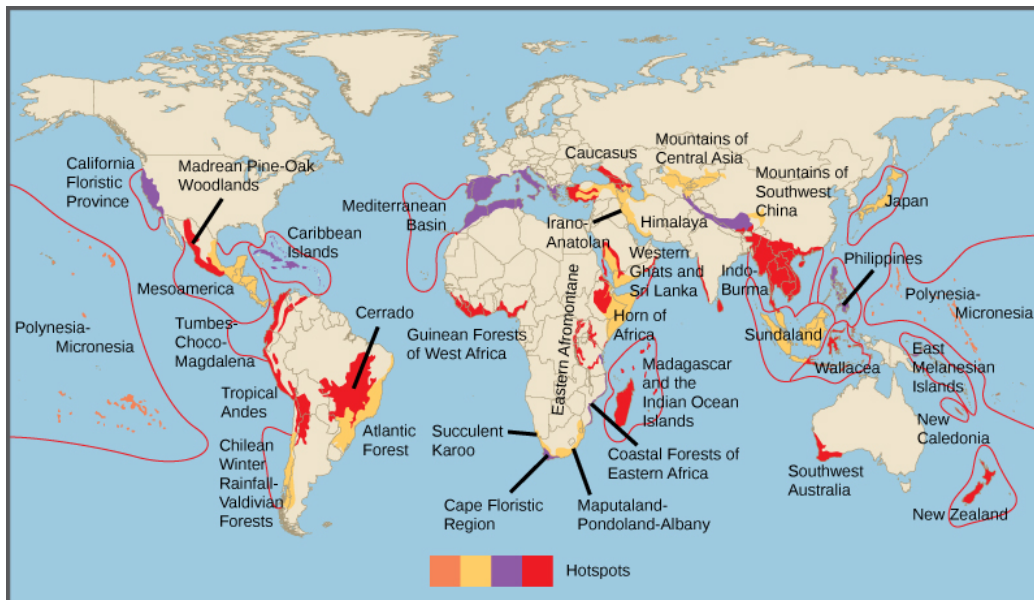 California
Floristic
Province
Madrean Pine-Oak
Woodlands
Caribbean
Islands
Mesoamerica
Polynesia-
Micronesia
Tumbes-
Choco-
Magdalena
Cerrado
Tropical
Andes
Atlantic
Forest
Chilean
Winter
Rainfall-
Valdivian
Forests
Mediterranean
Basin
Caucasus
Irano-
Anatolan
Mountains of
Central Asia
Mountains of
Southwest
China
Himalaya
Japan
Western
Ghats and
Sri Lanka
Indo-
Burma
Philippines
Guinean Forests
of West Africa
Eastern Afromontane
Horn of
Africa
Sundaland
Wallacea
Polynesia-
Micronesia
East
Melanesian
Islands
Madagascar
and the
Indian Ocean
Islands
New
Caledonia
Succulent
Karoo
Coastal Forests of
Eastern Africa
Cape Floristic
Region
Maputaland-
Pondoland-Albany
Southwest
Australia
New Zealand
Hotspots